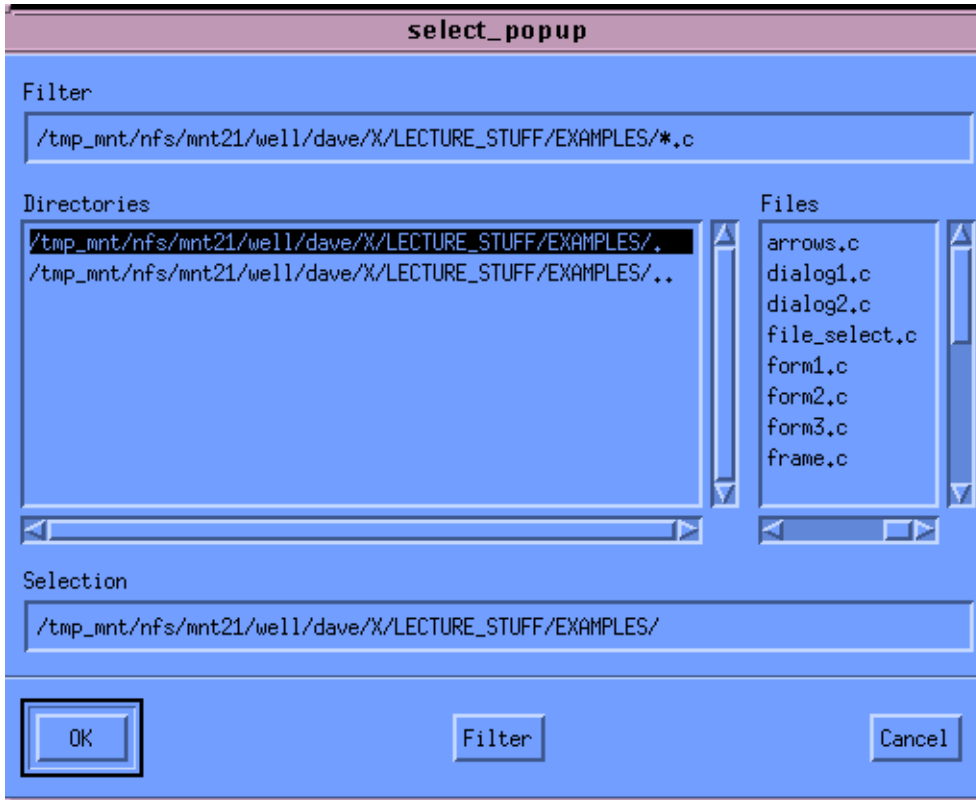 select_popup
Filter
/tmp_mnt/nfs/mnt21/well/dave/X/LECTURE_STUFF/EXAMPLES/*.c
Directories
/tmp_mnt/nfs/mnt21/well/dave/X/LECTURE_STUFF/EXAMPLES/.
/tmp_mnt/nfs/mnt21/well/dave/X/LECTURE_STUFF/EXAMPLES/..
Files
arrows.c
dialog1.c
dialog2.c
file_select.c
form1.c
form2.c
form3.c
frame.c
Selection
/tmp_mnt/nfs/mnt21/well/dave/X/LECTURE_STUFF/EXAMPLES/
OK
Filter
Cancel